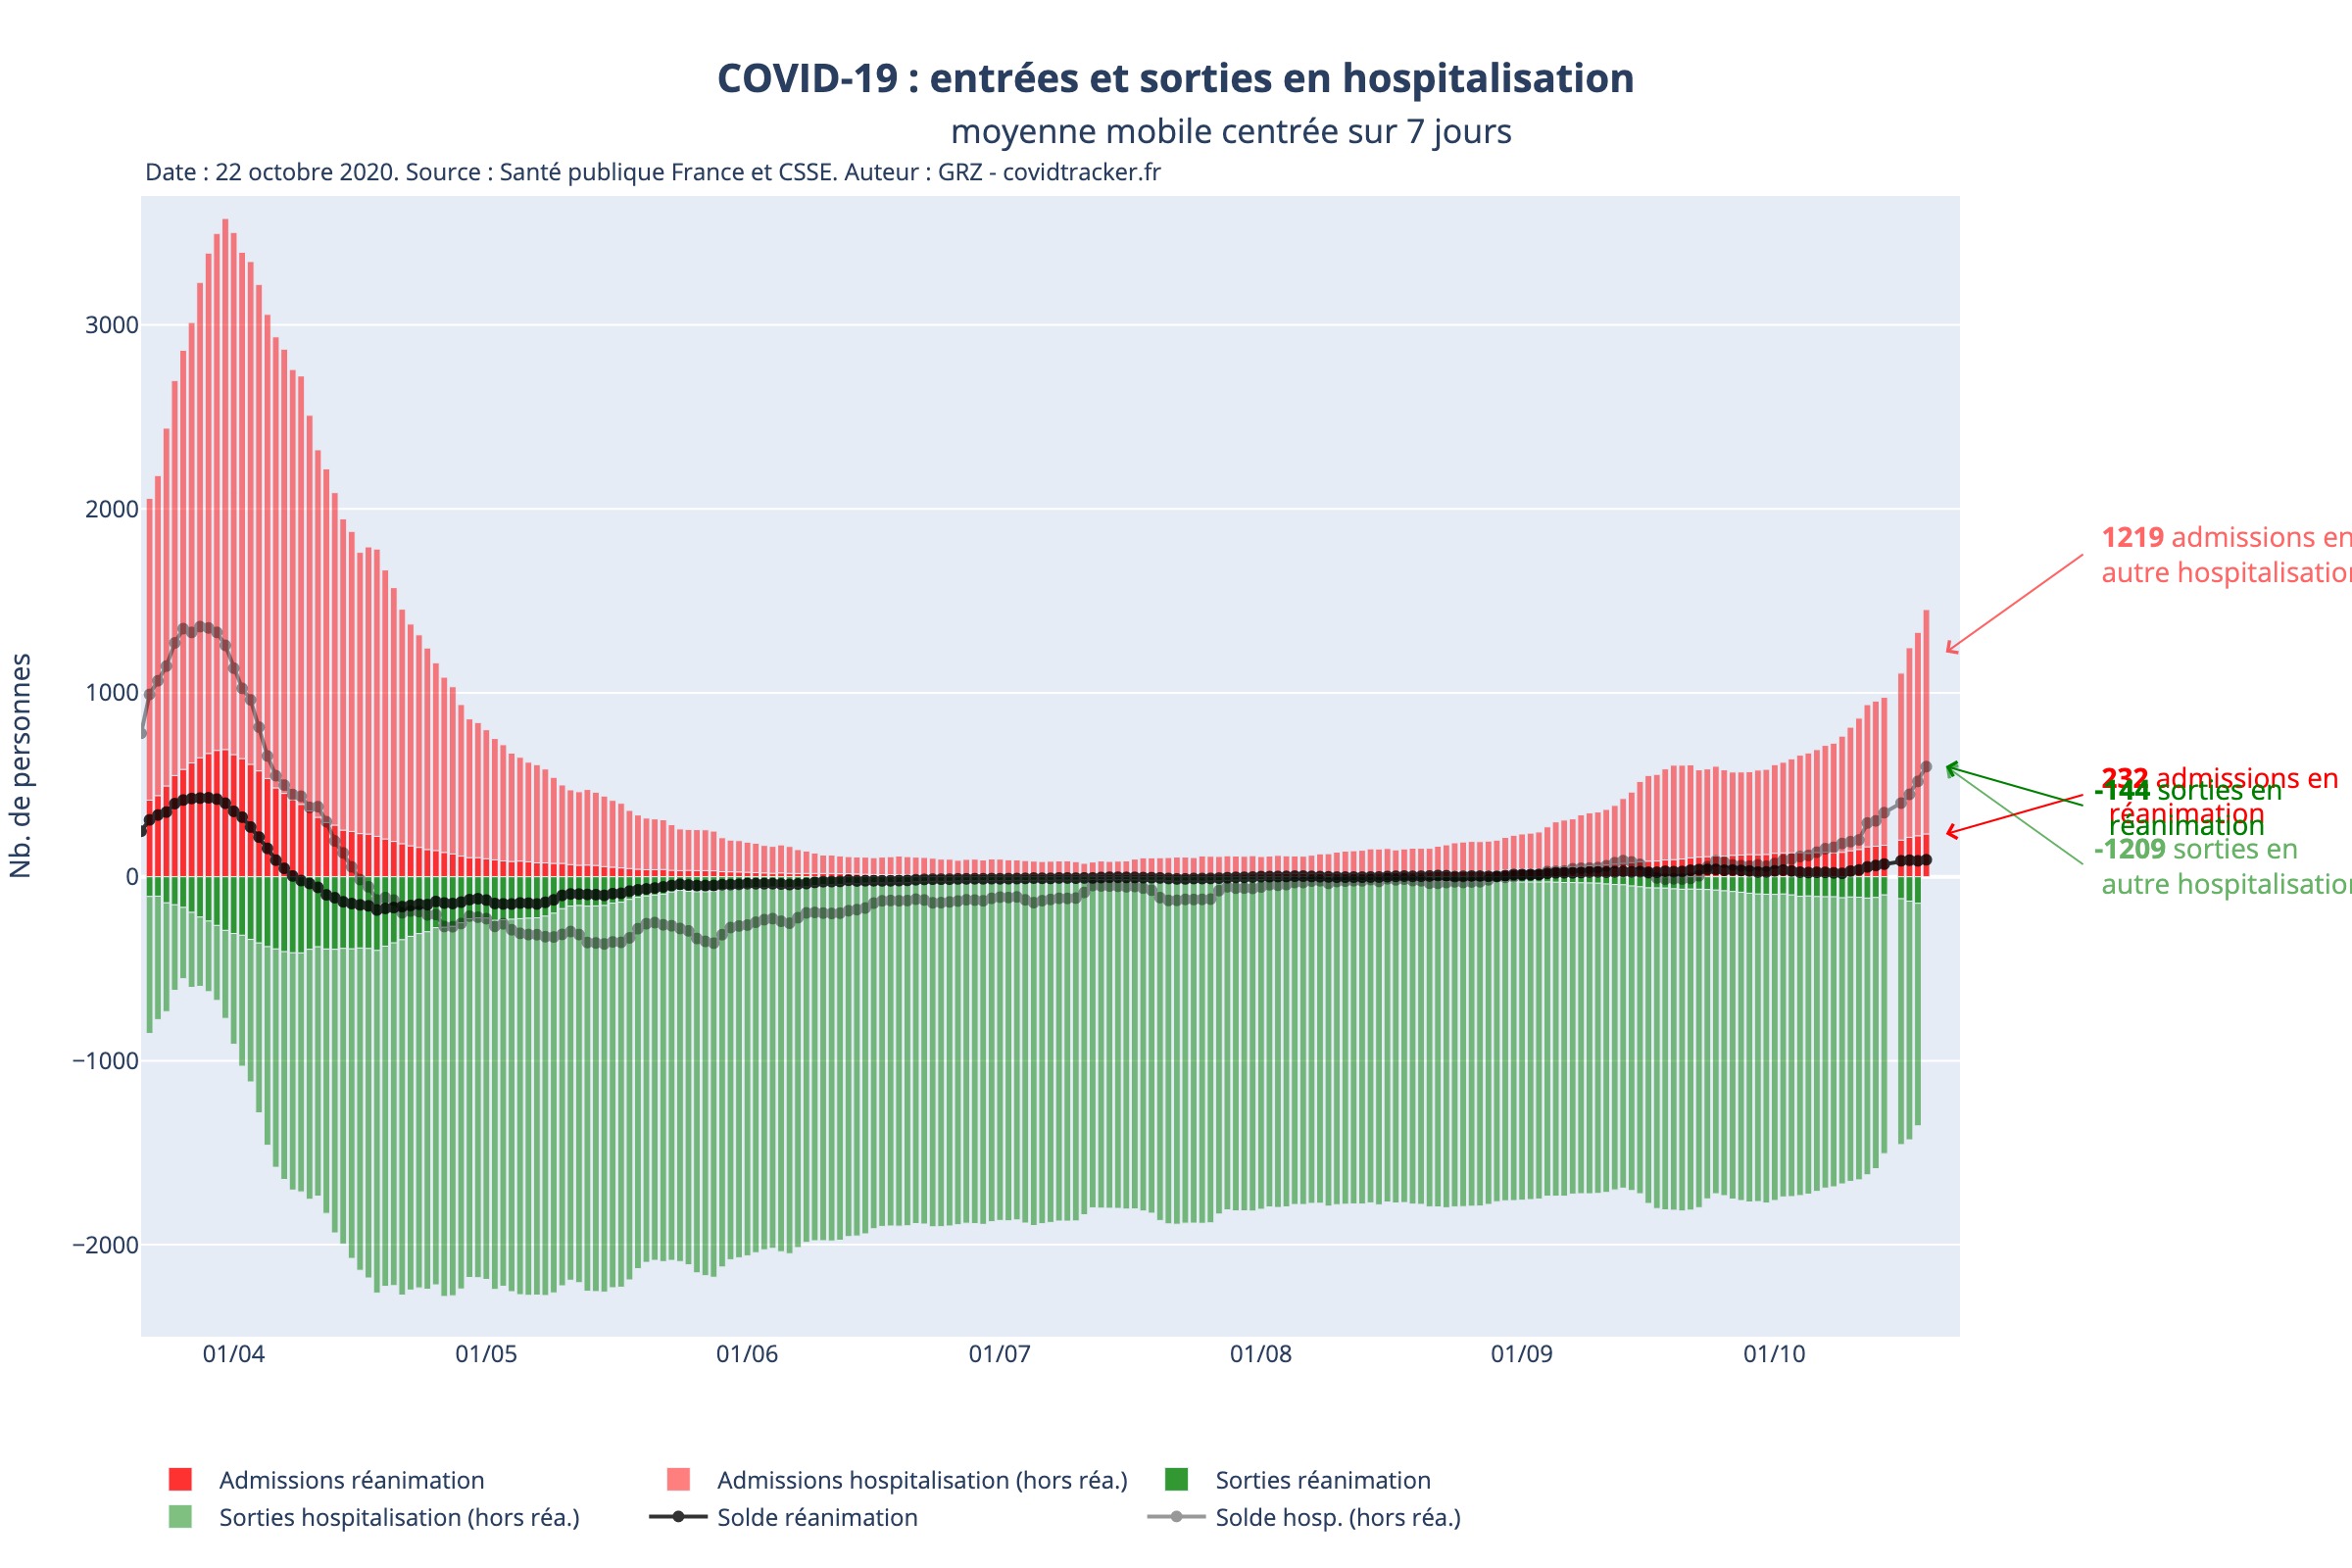 COVID-19 : entrées et sorties en hospitalisation
moyenne mobile centrée sur 7 jours
Date : 22 octobre 2020. Source : Santé publique France et CSSE. Auteur : GRZ - covidtracker.fr
Nb. de personnes
3000
2000
1000
0
−1000
−2000
1219 admissions en
autre hospitalisation
232 admissions en
réanimation
-144 sorties en
réanimation
-1209 sorties en
autre hospitalisation
01/04
01/05
01/06
01/07
01/08
01/09
01/10
Admissions réanimation
Admissions hospitalisation (hors réa.)
Sorties réanimation
Sorties hospitalisation (hors réa.)
Solde réanimation
Solde hosp. (hors réa.)